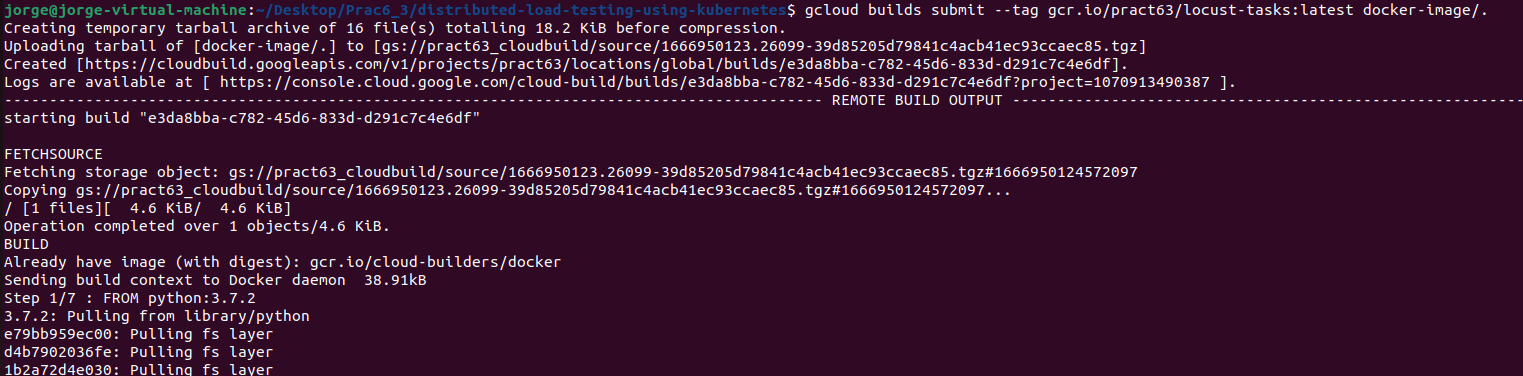 jorge@jorge-virtual-machine:~/Desktop/Prac6_3/distributed-load-testing-using-kubernetes$ gcloud builds submit --tag gcr.io/pract63/locust-tasks:latest docker-image/.
Creating temporary tarball archive of 16 file(s) totalling 18.2 KiB before compression.
Uploading tarball of [docker-image/.] to [gs://pract63_cloudbuild/source/1666950123.26099-39d85205d79841c4acb41ec93ccaec85.tgz]
Created [https://cloudbuild.googleapis.com/v1/projects/pract63/locations/global/builds/e3da8bba-c782-45d6-833d-d291c7c4e6df].
Logs are available at [ https://console.cloud.google.com/cloud-build/builds/e3da8bba-c782-45d6-833d-d291c7c4e6df?project=1070913490387 ].
---------------------------------------------------------------------------------------------- REMOTE BUILD OUTPUT -----------------------------------------------------------
starting build "e3da8bba-c782-45d6-833d-d291c7c4e6df"
FETCHSOURCE
Fetching storage object: gs://pract63_cloudbuild/source/1666950123.26099-39d85205d79841c4acb41ec93ccaec85.tgz#1666950124572097
Copying gs://pract63_cloudbuild/source/1666950123.26099-39d85205d79841c4acb41ec93ccaec85.tgz#1666950124572097...
/ [1 files][  4.6 KiB/  4.6 KiB]
Operation completed over 1 objects/4.6 KiB.
BUILD
Already have image (with digest): gcr.io/cloud-builders/docker
Sending build context to Docker daemon  38.91kB
Step 1/7 : FROM python:3.7.2
3.7.2: Pulling from library/python
e79bb959ec00: Pulling fs layer
d4b7902036fe: Pulling fs layer
1b2a72d4e030: Pulling fs layer